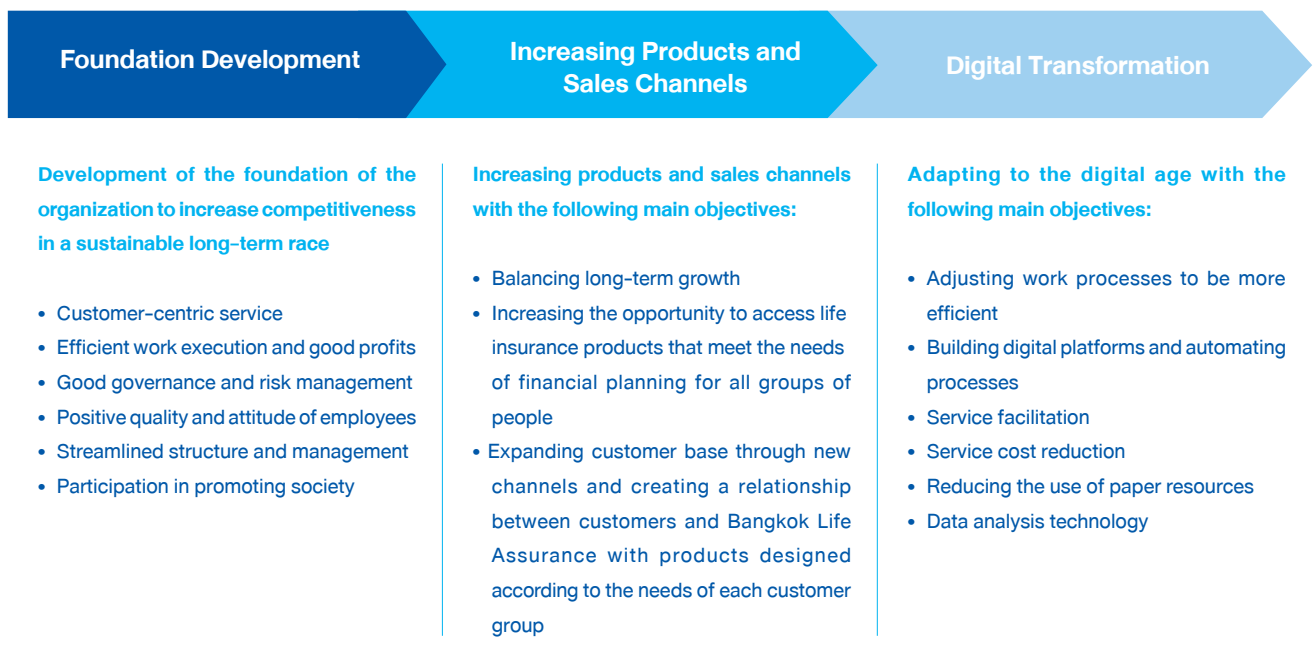 Foundation Development
Increasing Products and
Sales Channels
Digital Transformation
Development of the foundation of the
organization to increase competitiveness
in a sustainable long-term race
• Customer-centric service
• Efficient work execution and good profits
• Good governance and risk management
• Positive quality and attitude of employees
• Streamlined structure and management
• Participation in promoting society
Increasing products and sales channels
with the following main objectives:
• Balancing long-term growth
• Increasing the opportunity to access life
insurance products that meet the needs
of financial planning for all groups of
people
• Expanding customer base through new
channels and creating a relationship
between customers and Bangkok Life
Assurance with products designed
according to the needs of each customer
group
Adapting to the digital age with the
following main objectives:
• Adjusting work processes to be more
efficient
• Building digital platforms and automating
processes
• Service facilitation
• Service cost reduction
• Reducing the use of paper resources
• Data analysis technology